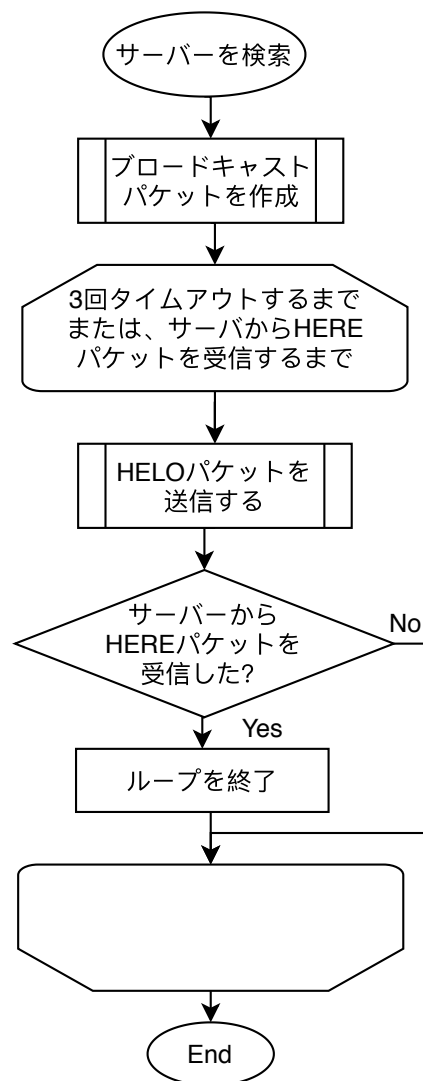 サーバーを検索
ブロードキャスト
パケットを作成
3回タイムアウトするまで
または、サーバからHERE
パケットを受信するまで
HELOパケットを
送信する
サーバーから
HEREパケットを
受信した?
No
Yes
ループを終了
End